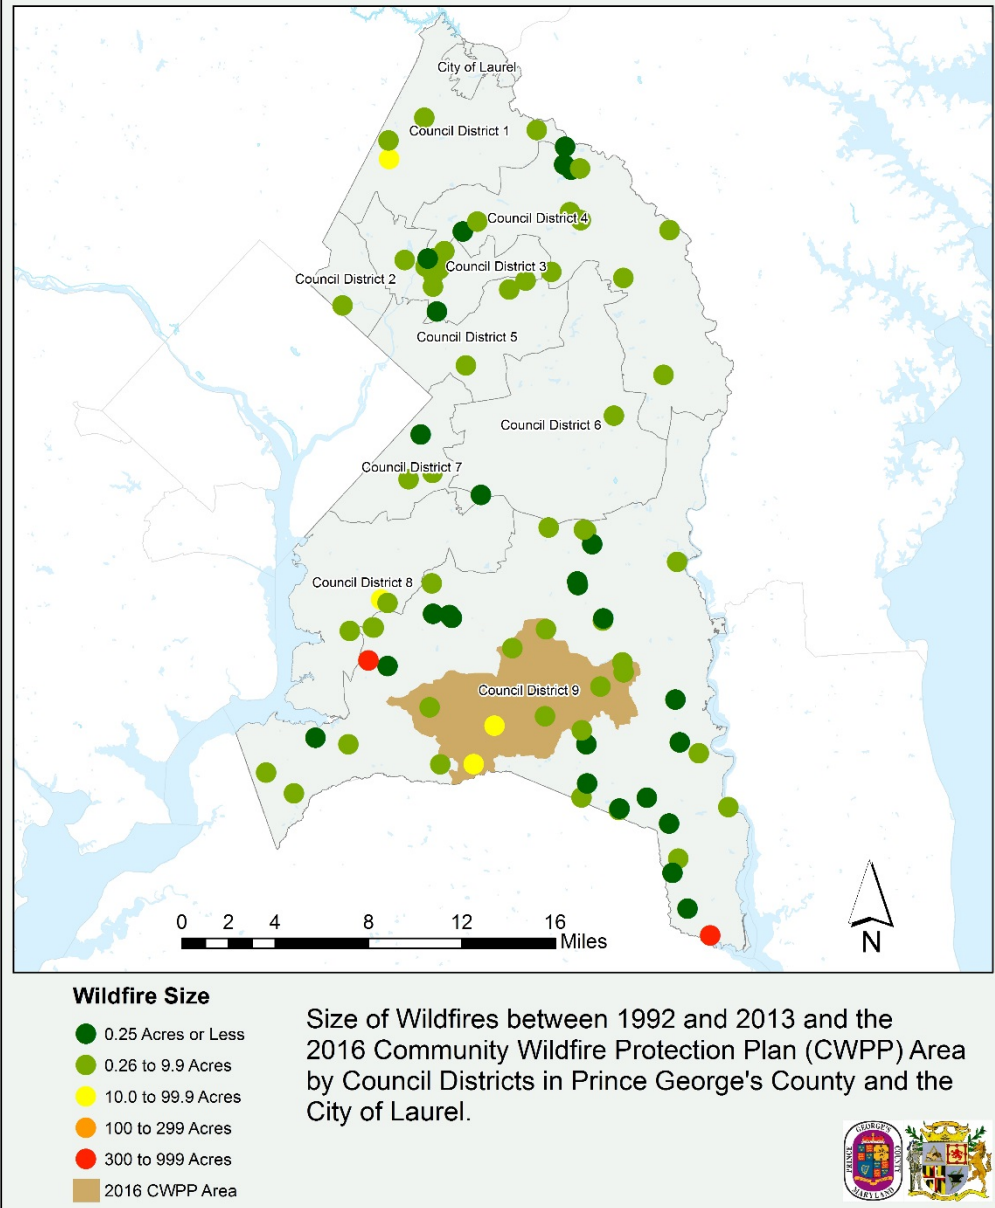 City of Laurel
Council District 1
Council District 4
Council District 3
Council District 2
Council District 5
Council District 6
Council District 7
Council District 8
Council District 9
0 2 4 8 12 16
Miles
N
Wildfire Size
0.25 Acres or Less
0.26 to 9.9 Acres
10.0 to 99.9 Acres
100 to 299 Acres
300 to 999 Acres
2016 CWPP Area
Size of Wildfires between 1992 and 2013 and the
2016 Community Wildfire Protection Plan (CWPP) Area
by Council Districts in Prince George's County and the
City of Laurel.
PRINCE GEORGE'S COUNTY
MARYLAND